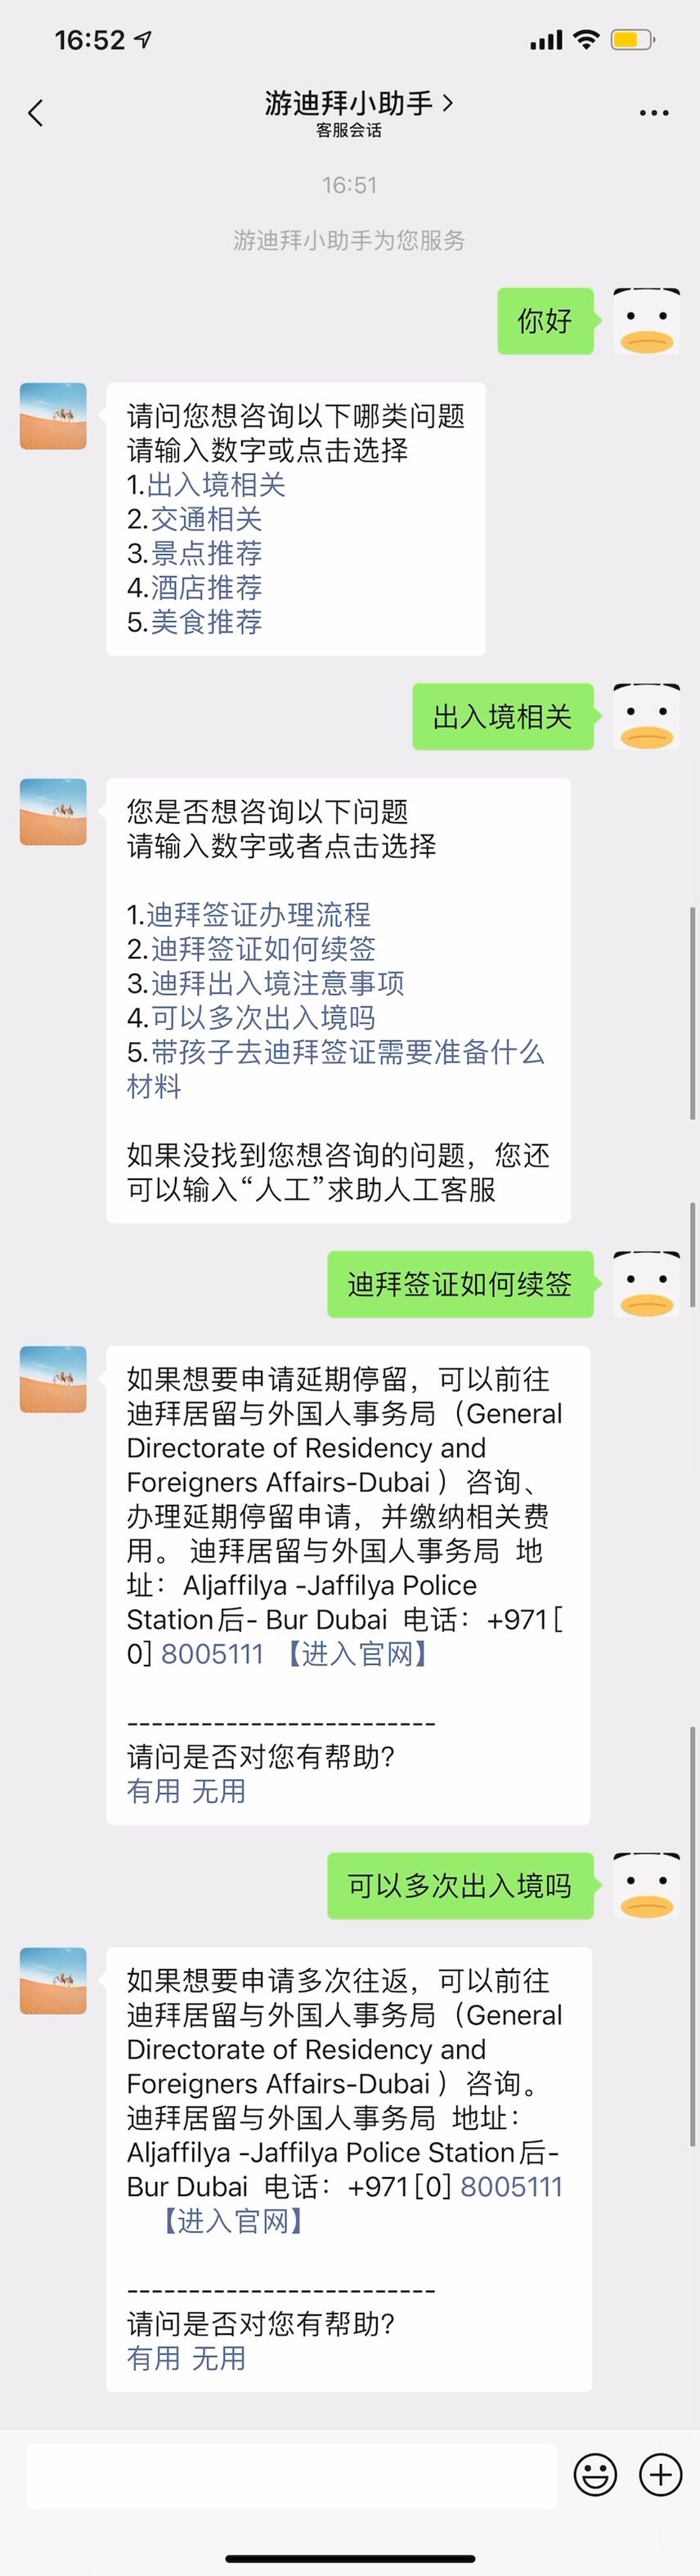 16:52
游迪拜小助手
客服会话
16:51
游迪拜小助手为您服务
你好
请问您想咨询以下哪类问题
请输入数字或点击选择
1.出入境相关
2.交通相关
3.景点推荐
4.酒店推荐
5.美食推荐
出入境相关
您是否想咨询以下问题
请输入数字或者点击选择
1.迪拜签证办理流程
2.迪拜签证如何续签
3.迪拜出入境注意事项
4.可以多次出入境吗
5.带孩子去迪拜签证需要准备什么
材料
如果没找到您想咨询的问题，您还
可以输入“人工”求助人工客服
迪拜签证如何续签
如果想要申请延期停留，可以前往
迪拜居留与外国人事务局（General
Directorate of Residency and
Foreigners Affairs-Dubai ）咨询、
办理延期停留申请，并缴纳相关费
用。 迪拜居留与外国人事务局 地
址： Aljaffilya -Jaffilya Police
Station后- Bur Dubai 电话：+971 [
0] 8005111 【进入官网】
-------------------------
请问是否对您有帮助?
有用 无用
可以多次出入境吗
如果想要申请多次往返，可以前往
迪拜居留与外国人事务局（General
Directorate of Residency and
Foreigners Affairs-Dubai ）咨询。
迪拜居留与外国人事务局 地址：
Aljaffilya -Jaffilya Police Station后-
Bur Dubai 电话：+971 [0] 8005111
【进入官网】
-------------------------
请问是否对您有帮助?
有用 无用